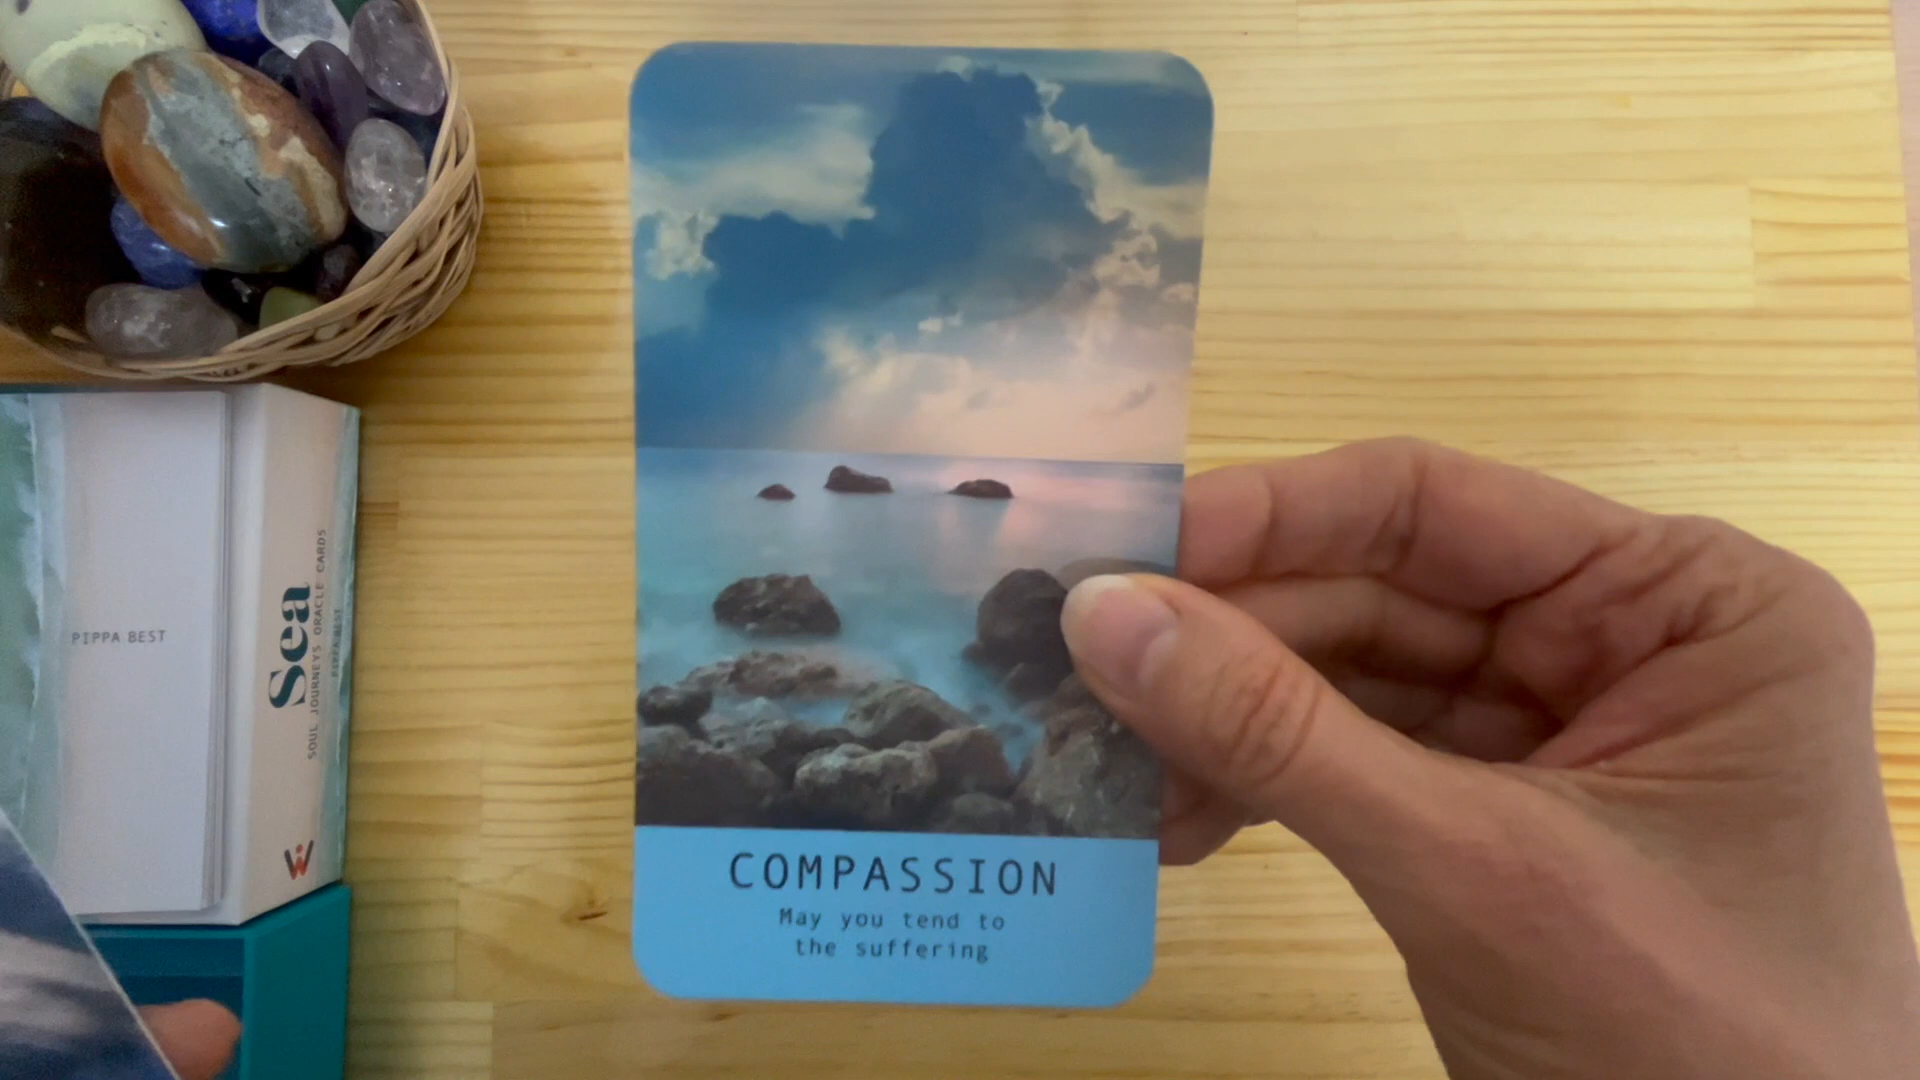 COMPASSION
May you tend to
the suffering
PIPPA BEST
Sea
SOUL JOURNEYS ORACLE CARDS
PIPPA BEST
W